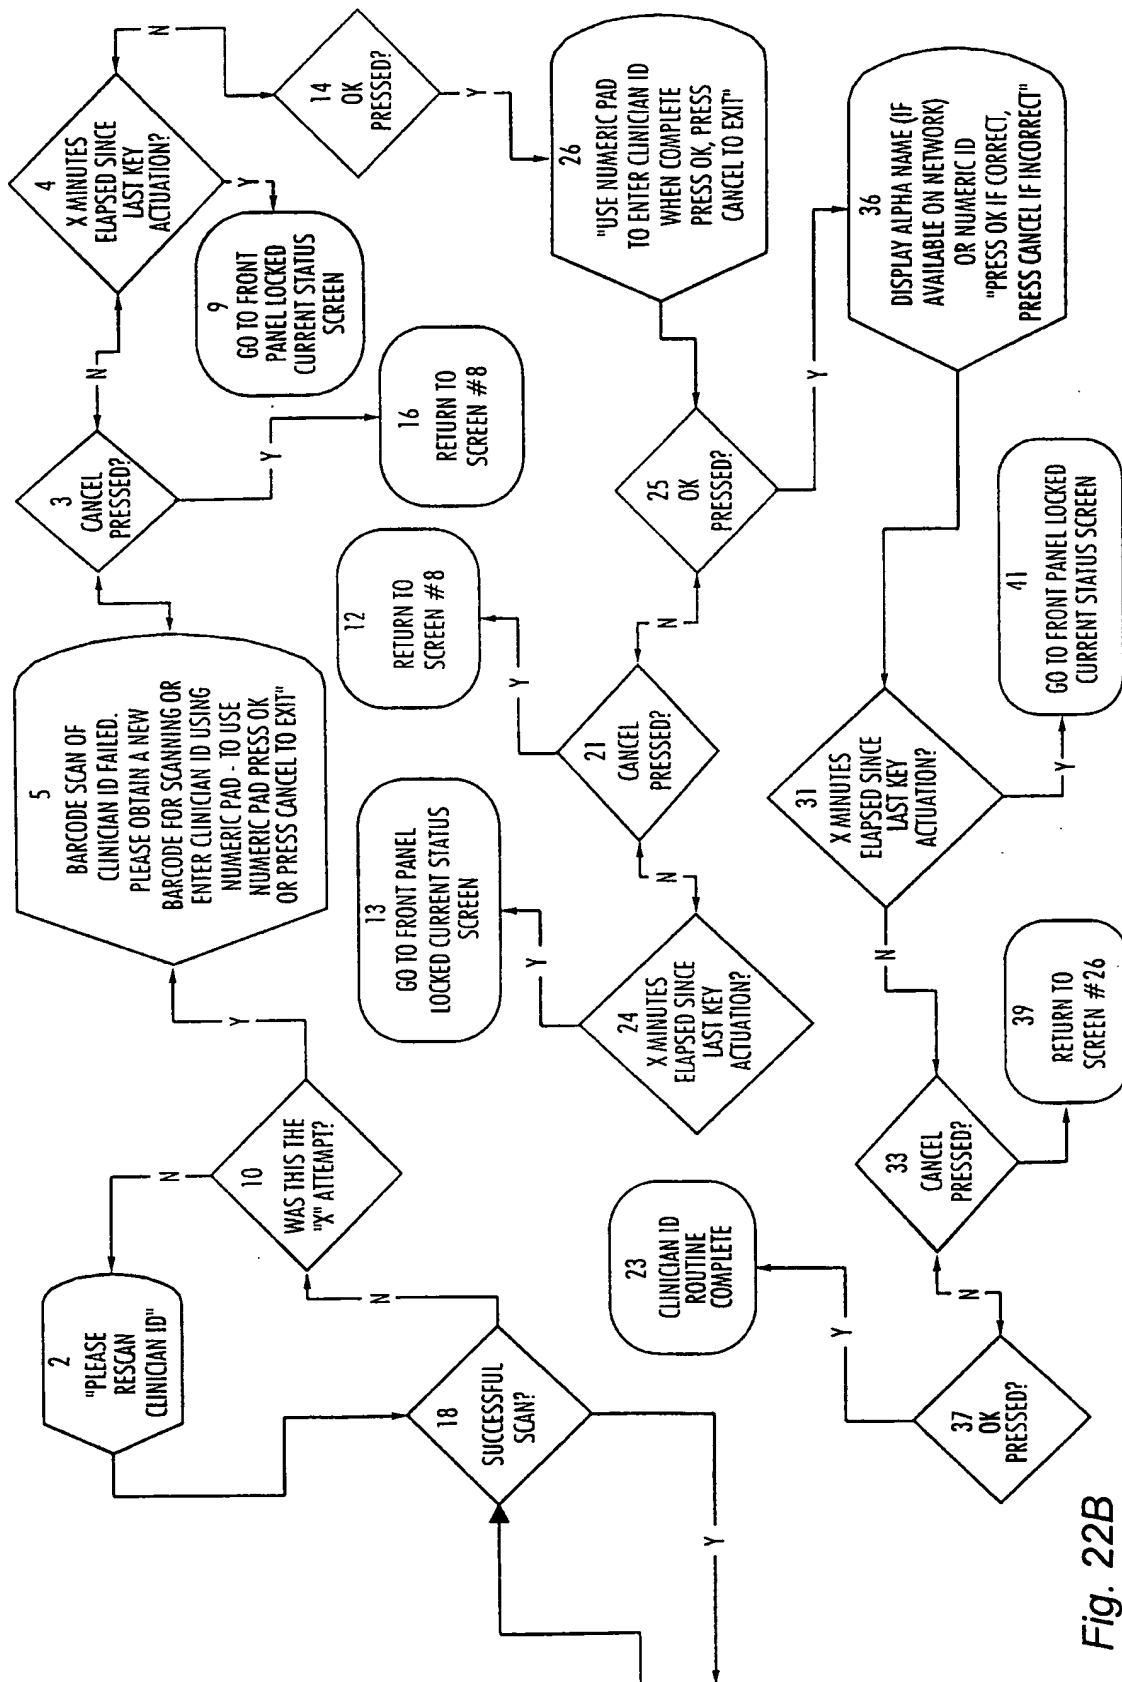 2
"PLEASE
RESCAN
CLINICIAN ID"
N
10
WAS THIS THE
"X" ATTEMPT?
Y
N
18
SUCCESSFUL
SCAN?
Y
5
BARCODE SCAN OF
CLINICIAN ID FAILED.
PLEASE OBTAIN A NEW
BARCODE FOR SCANNING OR
ENTER CLINICIAN ID USING
NUMERIC PAD - TO USE
NUMERIC PAD PRESS OK
OR PRESS CANCEL TO EXIT"
3
CANCEL
PRESSED?
N
Y
16
RETURN TO
SCREEN #8
4
X MINUTES
ELAPSED SINCE
LAST KEY
ACTUATION?
Y
9
GO TO FRONT
PANEL LOCKED
CURRENT STATUS
SCREEN
N
14
OK
PRESSED?
Y
26
"USE NUMERIC PAD
TO ENTER CLINICIAN ID
WHEN COMPLETE
PRESS OK, PRESS
CANCEL TO EXIT"
25
OK
PRESSED?
Y
N
21
CANCEL
PRESSED?
Y
12
RETURN TO
SCREEN #8
N
24
X MINUTES
ELAPSED SINCE
LAST KEY
ACTUATION?
Y
13
GO TO FRONT PANEL
LOCKED CURRENT STATUS
SCREEN
36
DISPLAY ALPHA NAME (IF
AVAILABLE ON NETWORK)
OR NUMERIC ID
"PRESS OK IF CORRECT,
PRESS CANCEL IF INCORRECT"
31
X MINUTES
ELAPSED SINCE
LAST KEY
ACTUATION?
Y
41
GO TO FRONT PANEL LOCKED
CURRENT STATUS SCREEN
N
33
CANCEL
PRESSED?
39
RETURN TO
SCREEN #26
N
37
OK
PRESSED?
Y
23
CLINICIAN ID
ROUTINE
COMPLETE
Fig. 22B